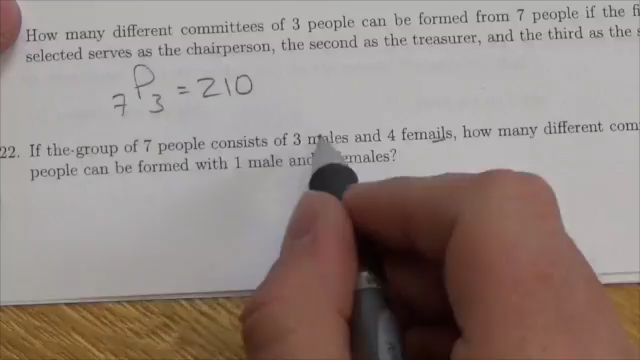 How many different committees of 3 people can be formed from 7 people if the
selected serves as the chairperson, the second as the treasurer, and the third as the
7P3 = 210
22. If the group of 7 people consists of 3 males and 4 femails, how many different
people can be formed with 1 male and